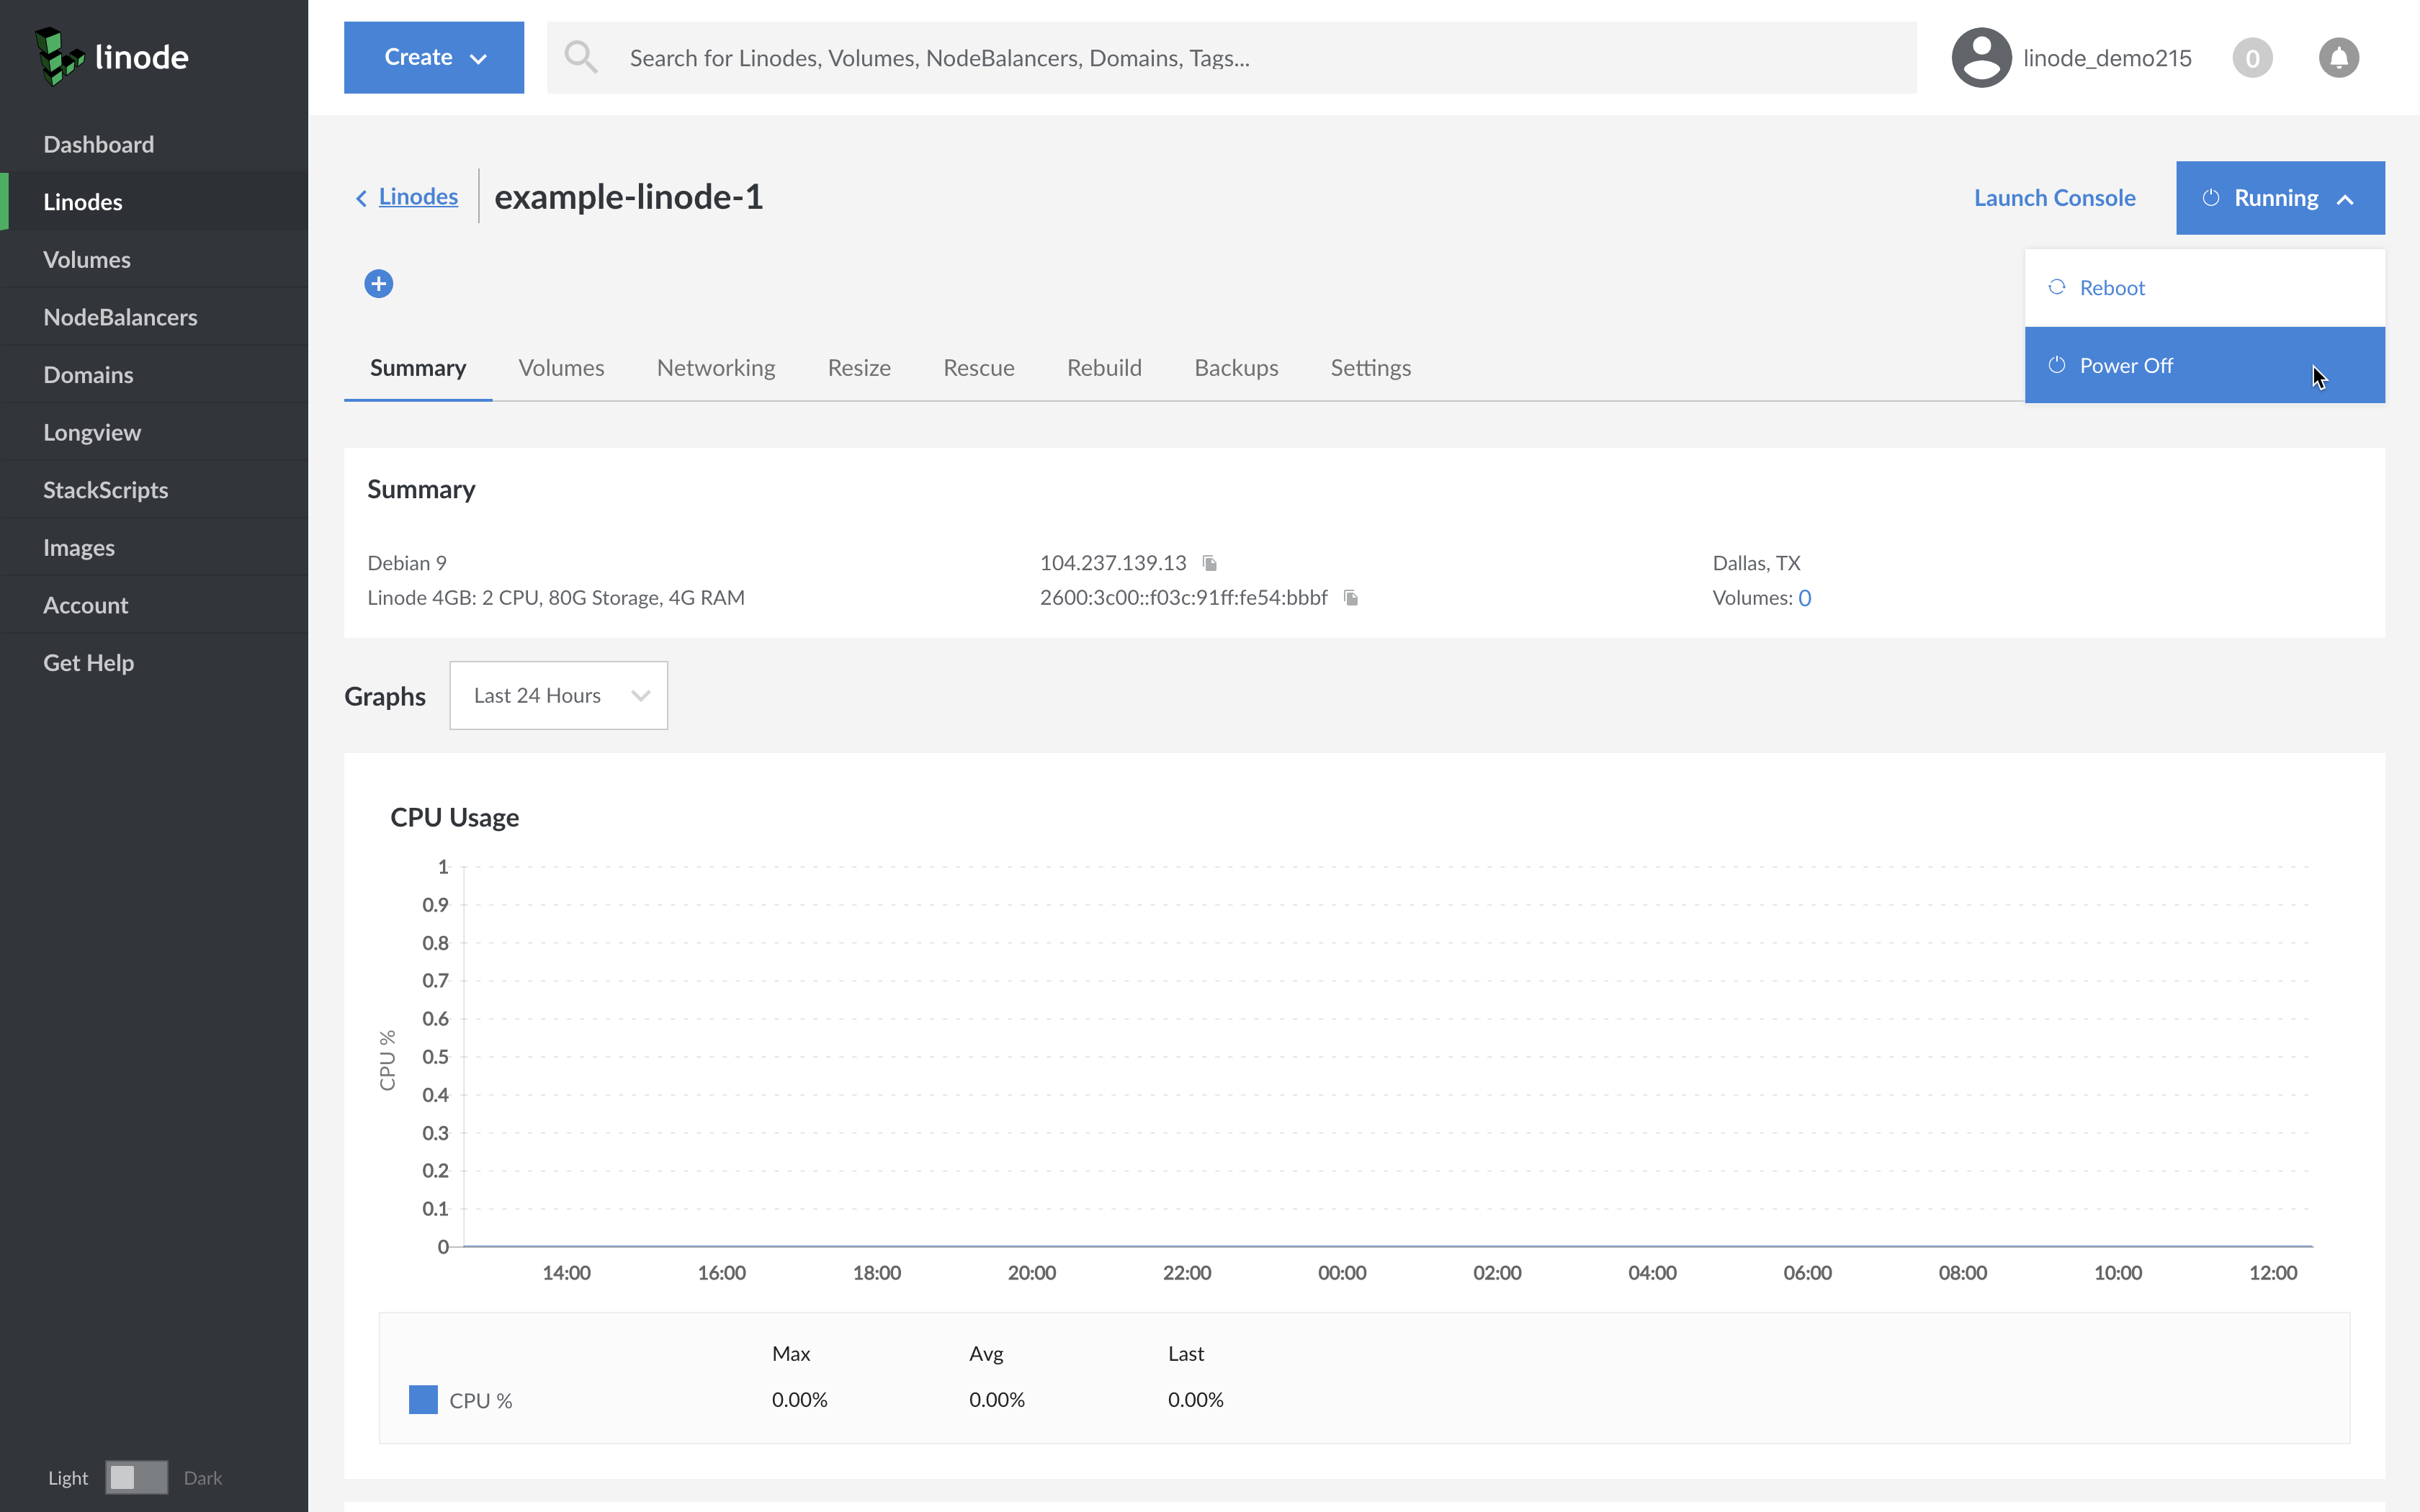 linode
Create
Search for Linodes, Volumes, NodeBalancers, Domains, Tags...
linode_demo215
0
Dashboard
Linodes
Volumes
NodeBalancers
Domains
Longview
StackScripts
Images
Account
Get Help
Light
Dark
Linodes
example-linode-1
Launch Console
Running
Reboot
Power Off
Summary
Volumes
Networking
Resize
Rescue
Rebuild
Backups
Settings
Summary
Debian 9
Linode 4GB: 2 CPU, 80G Storage, 4G RAM
104.237.139.13
2600:3c00::f03c:91ff:fe54:bbbf
Dallas, TX
Volumes: 0
Graphs
Last 24 Hours
CPU Usage
CPU %
1
0.9
0.8
0.7
0.6
0.5
0.4
0.3
0.2
0.1
0
14:00
16:00
18:00
20:00
22:00
00:00
02:00
04:00
06:00
08:00
10:00
12:00
Max Avg Last
CPU % 0.00% 0.00% 0.00%